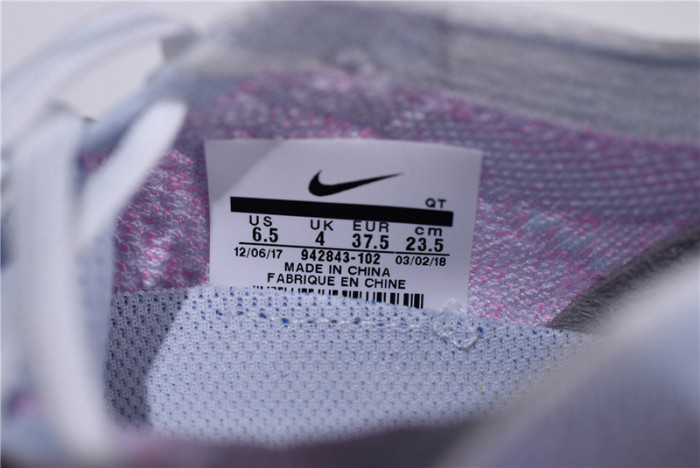 QT
US UK EUR cm
6.5 4 37.5 23.5
12/06/17 942843-102 03/02/18
MADE IN CHINA
FABRIQUE EN CHINE